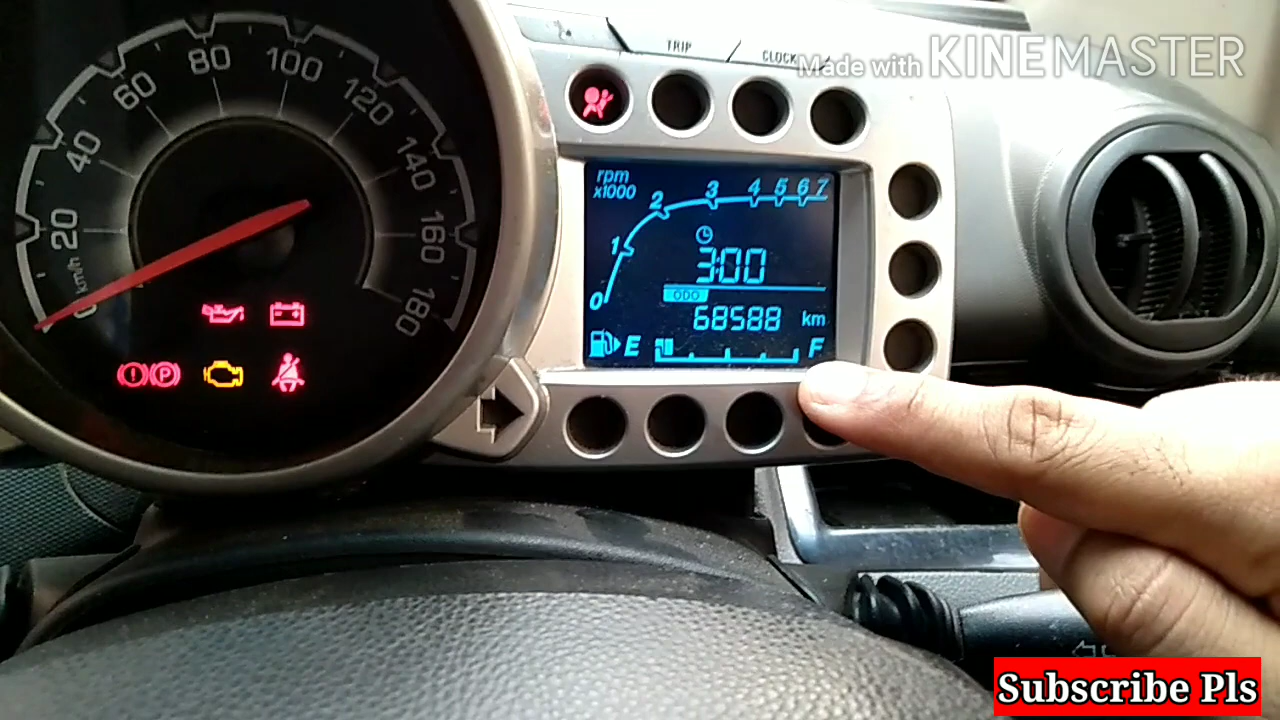 TRIP
CLOCK
Made with KINEMASTER
0 20 40 60 80 100 120 140 160 180
km/h
rpm
x1000
0 1 2 3 4 5 6 7
3:00
ODO
68588 km
E F
P
Subscribe Pls